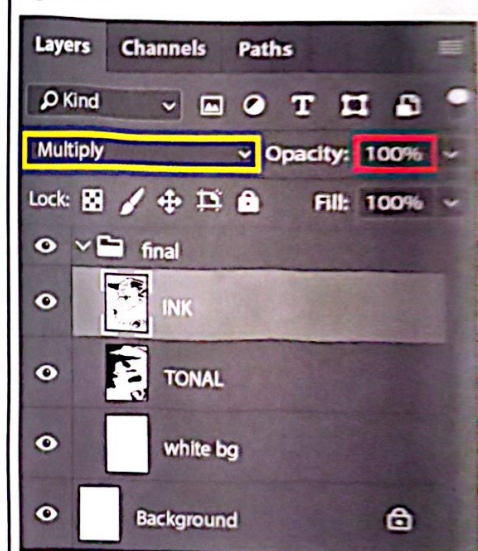 Layers Channels Paths
Kind T
Multiply Opacity: 100%
Lock: Fill: 100%
final
INK
TONAL
white bg
Background